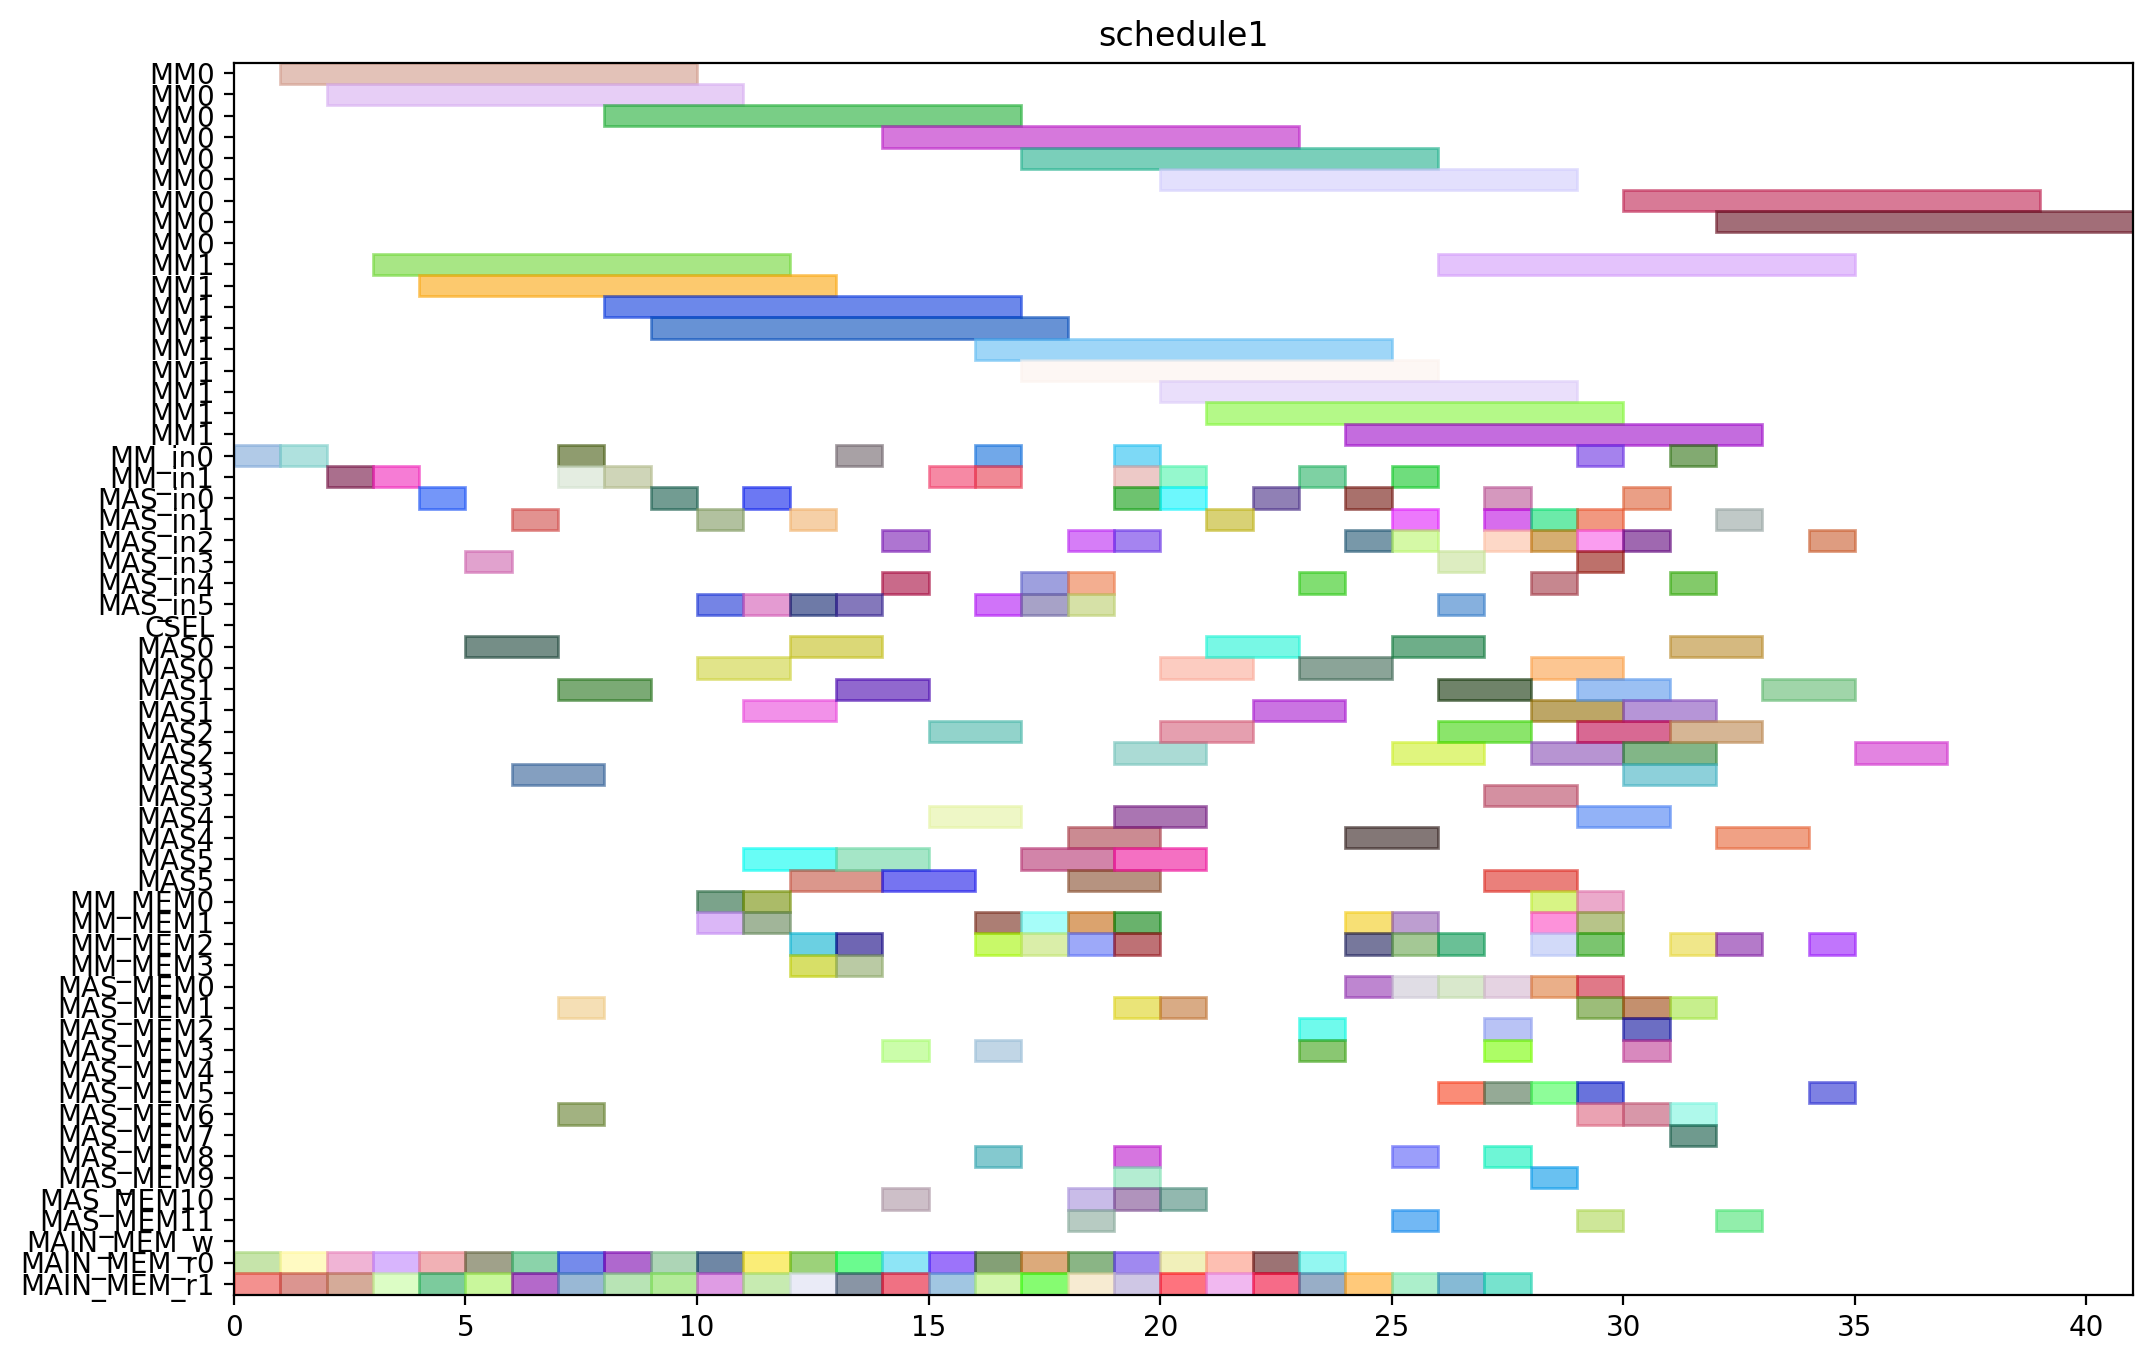 schedule1
MM0
MM0
MM0
MM0
MM0
MM0
MM0
MM0
MM0
MM1
MM1
MM1
MM1
MM1
MM1
MM1
MM1
MM1
MM_in0
MM_in1
MAS_in0
MAS_in1
MAS_in2
MAS_in3
MAS_in4
MAS_in5
CSEL
MAS0
MAS0
MAS1
MAS1
MAS2
MAS2
MAS3
MAS3
MAS4
MAS4
MAS5
MAS5
MM_MEM0
MM_MEM1
MM_MEM2
MM_MEM3
MAS_MEM0
MAS_MEM1
MAS_MEM2
MAS_MEM3
MAS_MEM4
MAS_MEM5
MAS_MEM6
MAS_MEM7
MAS_MEM8
MAS_MEM9
MAS_MEM10
MAS_MEM11
MAIN_MEM_w
MAIN_MEM_r0
MAIN_MEM_r1
0 5 10 15 20 25 30 35 40